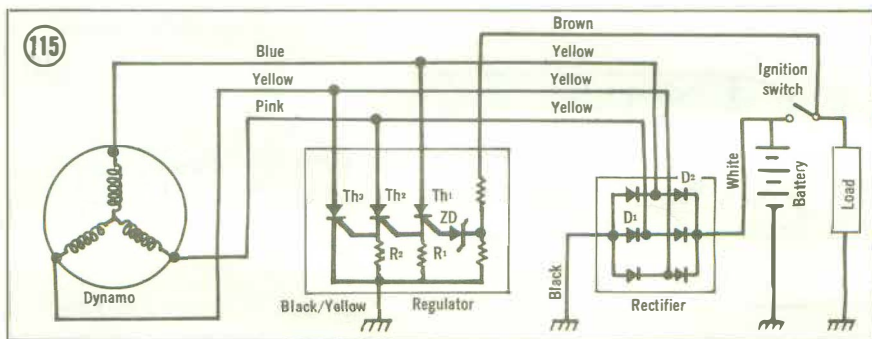 115
Brown
Blue
Yellow
Yellow
Yellow
Pink
Yellow
Ignition
switch
Th3
Th2
Th1
ZD
R2
R1
D2
D1
White
Battery
Load
Black
Dynamo
Black/Yellow
Regulator
Rectifier